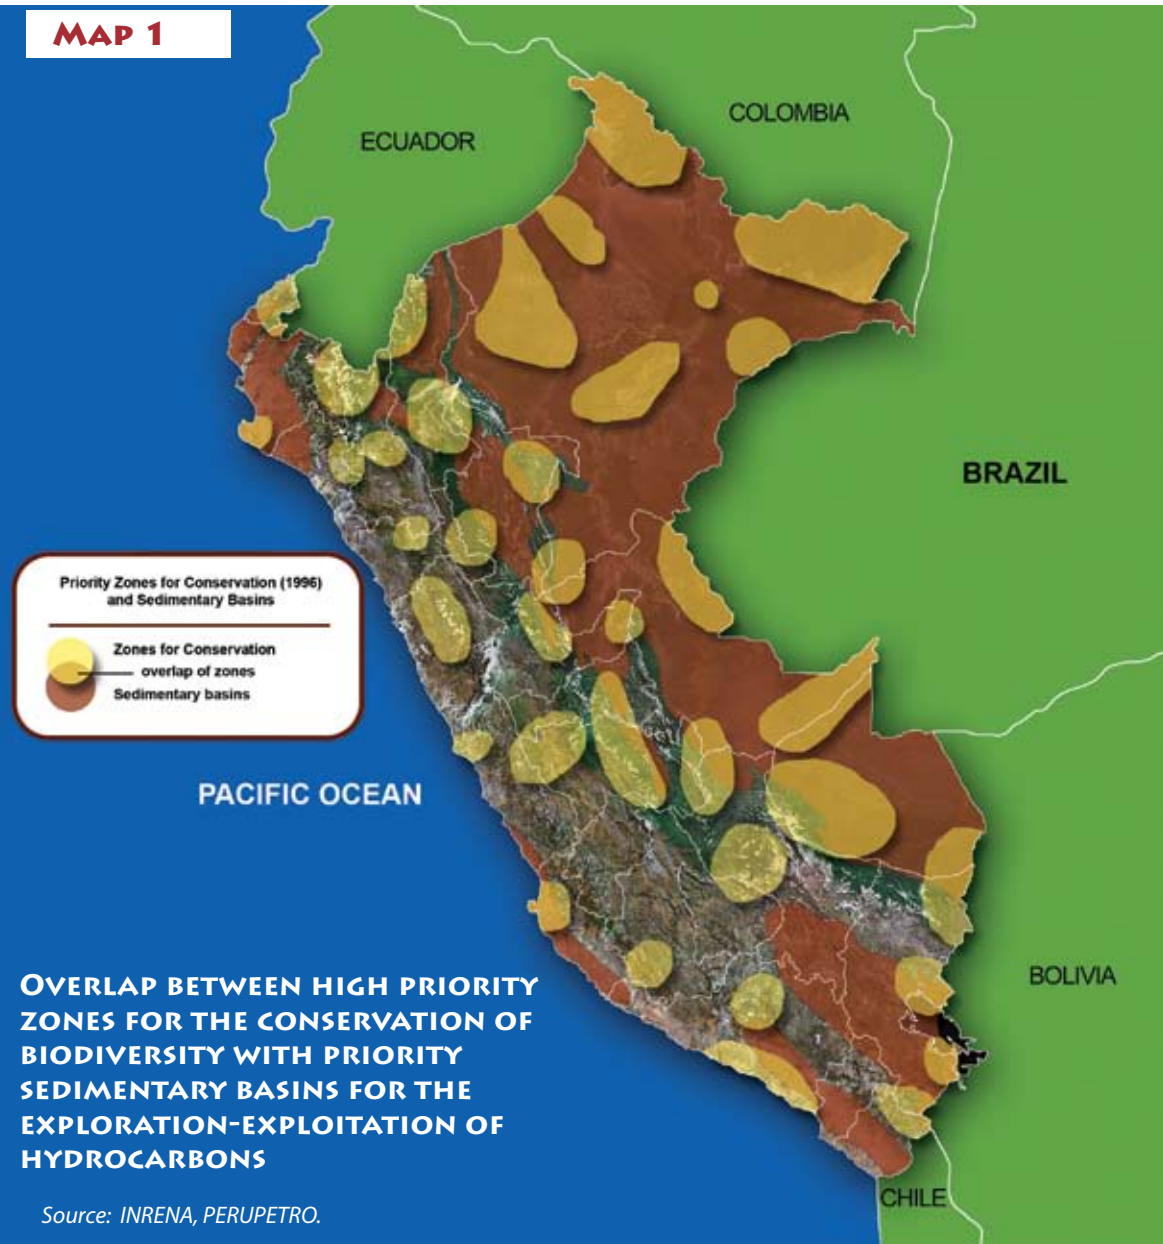 Map 1
ECUADOR
COLOMBIA
BRAZIL
Priority Zones for Conservation (1996)
and Sedimentary Basins
Zones for Conservation
overlap of zones
Sedimentary basins
PACIFIC OCEAN
BOLIVIA
Overlap between high priority
zones for the conservation of
biodiversity with priority
sedimentary basins for the
exploration-exploitation of
hydrocarbons
CHILE
Source: INRENA, PERUPETRO.